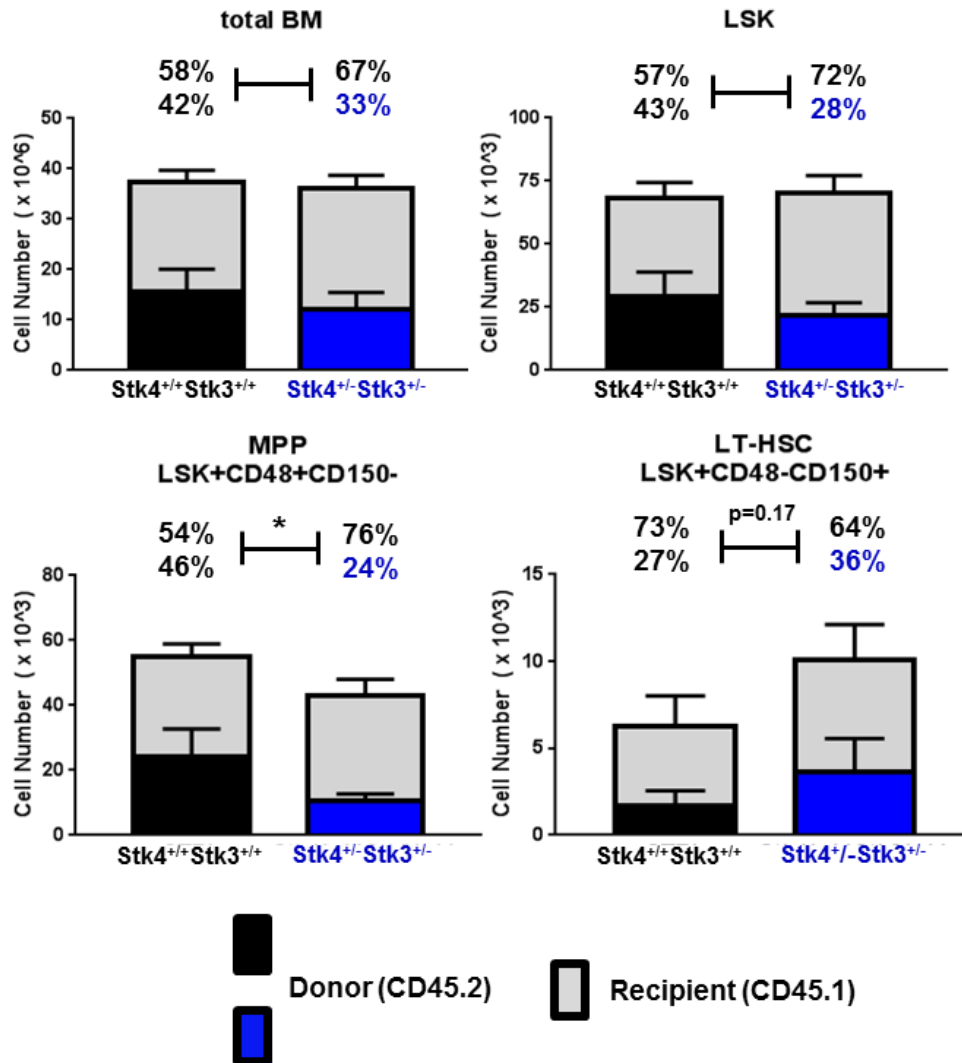 total BM
58% 67%
42% 33%
Cell Number ( x 10^6)
50
40
30
20
10
0
Stk4+/+Stk3+/+ Stk4+/-Stk3+/-
LSK
57% 72%
43% 28%
Cell Number ( x 10^3)
100
75
50
25
0
Stk4+/+Stk3+/+ Stk4+/-Stk3+/-
MPP
LSK+CD48+CD150-
54% * 76%
46% 24%
Cell Number ( x 10^3)
80
60
40
20
0
Stk4+/+Stk3+/+ Stk4+/-Stk3+/-
LT-HSC
LSK+CD48-CD150+
73% p=0.17 64%
27% 36%
Cell Number ( x 10^3)
15
10
5
0
Stk4+/+Stk3+/+ Stk4+/-Stk3+/-
Donor (CD45.2) Recipient (CD45.1)